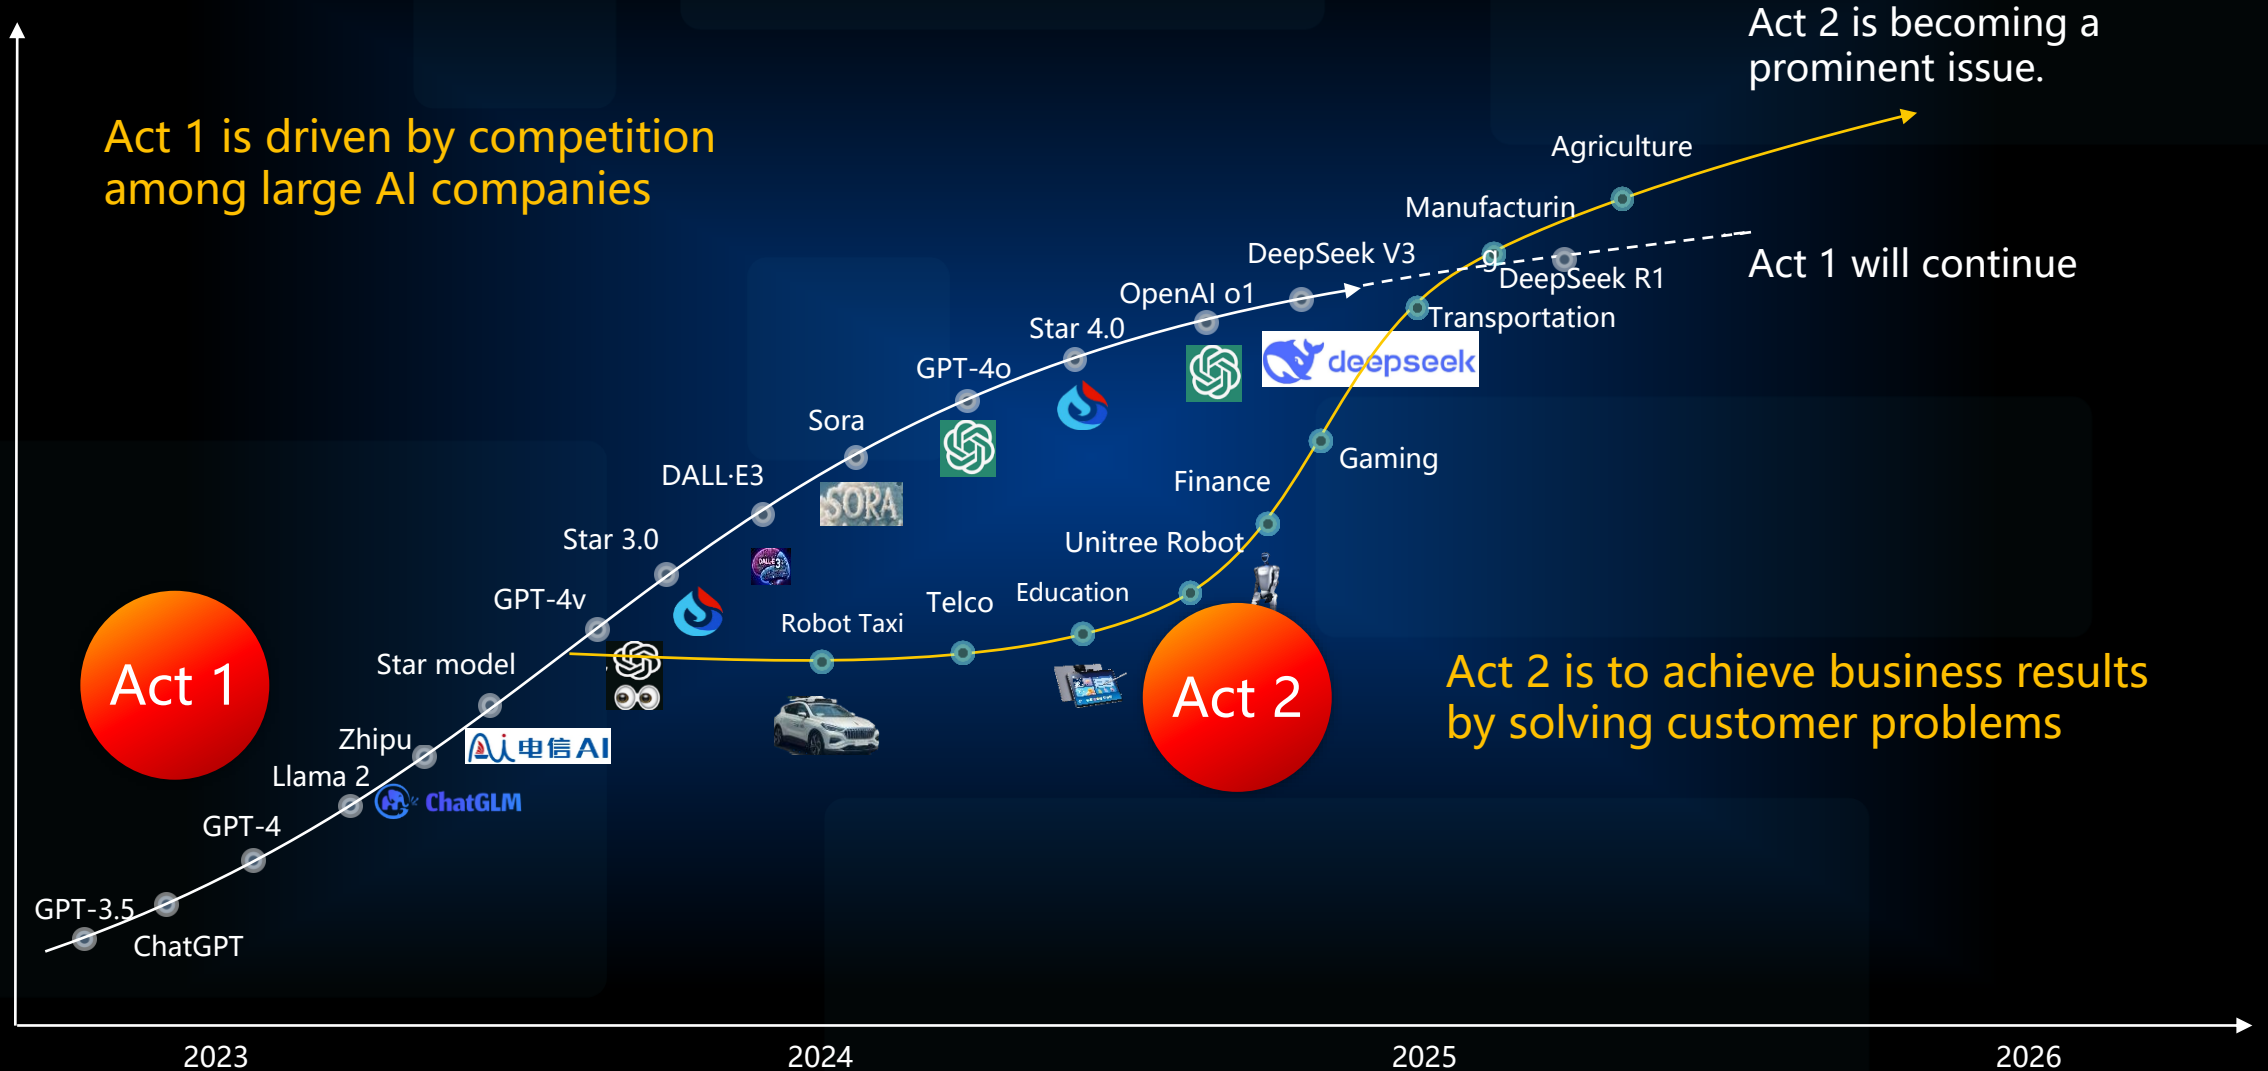 Act 2 is becoming a
prominent issue.
Act 1 is driven by competition
among large AI companies
Agriculture
Manufacturin
g
DeepSeek V3
Act 1 will continue
DeepSeek R1
OpenAI o1
Transportation
Star 4.0
deepseek
GPT-4o
Sora
Gaming
DALL·E3
Finance
SORA
Star 3.0
Unitree Robot
DALL·E 3
GPT-4v
Education
Telco
Robot Taxi
Star model
Act 1
Act 2
Act 2 is to achieve business results
by solving customer problems
Zhipu
电信AI
Llama 2
ChatGLM
GPT-4
GPT-3.5
ChatGPT
2023
2024
2025
2026